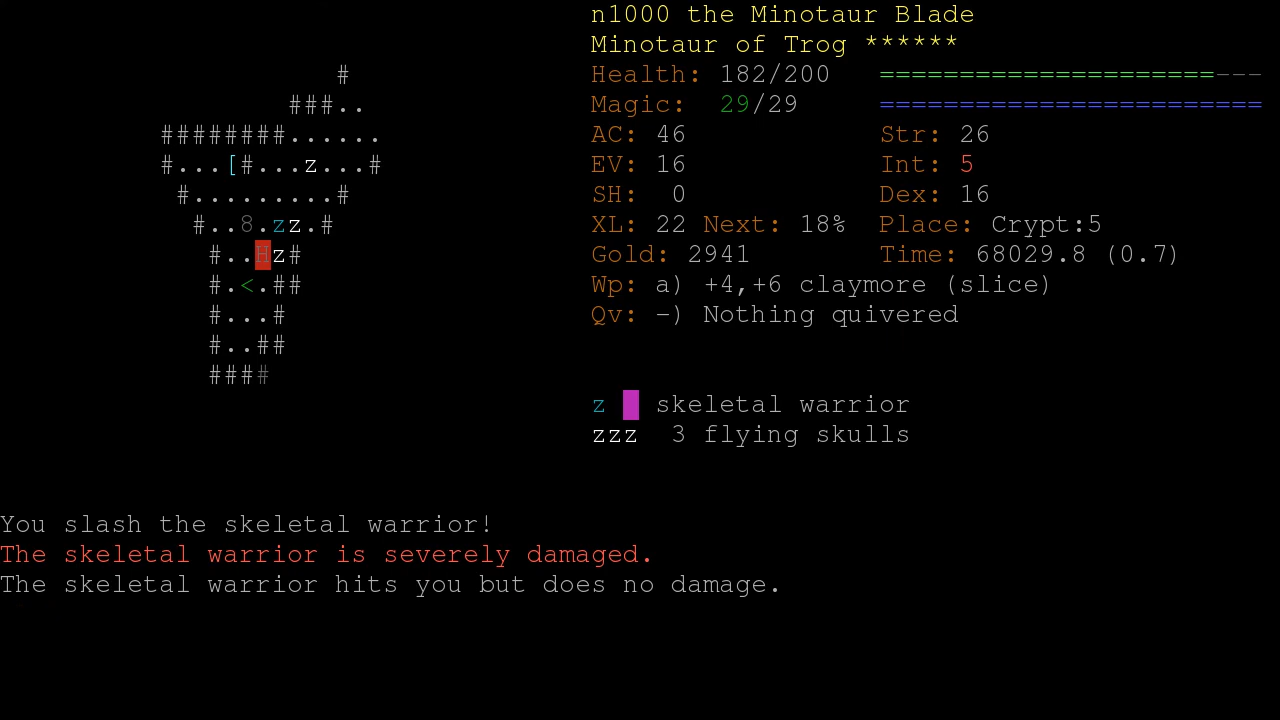 n1000 the Minotaur Blade
Minotaur of Trog ******
#        Health: 182/200   =====================---
###..    Magic:  29/29    ========================
########......    AC: 46    Str: 26
#...[#...z...#    EV: 16    Int: 5
#.........#    SH:  0    Dex: 16
#..8.zz.#    XL: 22 Next: 18%  Place: Crypt:5
#..Hz#    Gold: 2941    Time: 68029.8 (0.7)
#.<.##    Wp: a) +4,+6 claymore (slice)
#...#    Qv: -) Nothing quivered
#..##
####
z   skeletal warrior
zzz  3 flying skulls
You slash the skeletal warrior!
The skeletal warrior is severely damaged.
The skeletal warrior hits you but does no damage.